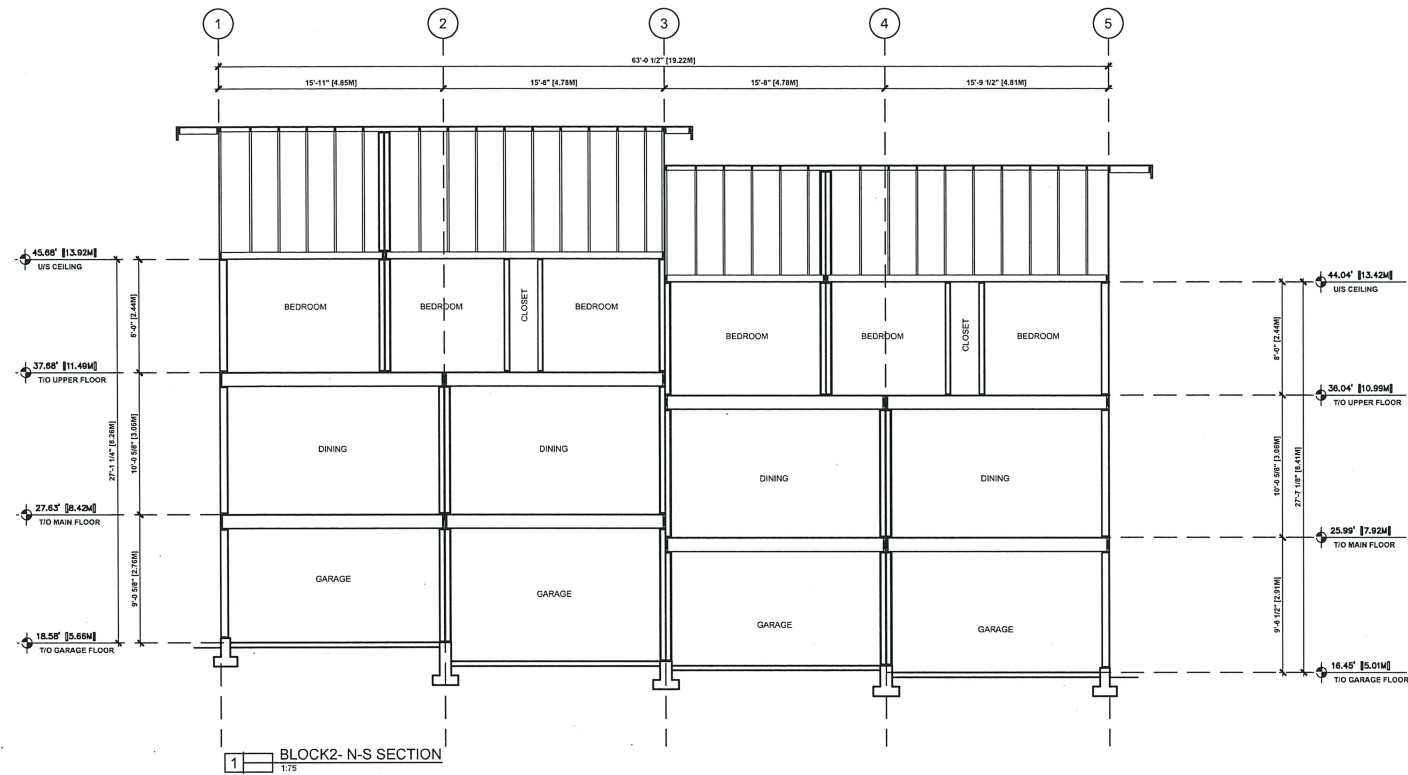 1
2
3
4
5
63'-0 1/2" [19.22M]
15'-11" [4.85M]
15'-8" [4.78M]
15'-8" [4.78M]
15'-9 1/2" [4.81M]
45.68' [13.92M]
U/S CEILING
44.04' [13.42M]
U/S CEILING
8'-0" [2.44M]
BEDROOM
BEDROOM
CLOSET
BEDROOM
BEDROOM
BEDROOM
CLOSET
BEDROOM
8'-0" [2.44M]
37.68' [11.49M]
T/O UPPER FLOOR
36.04' [10.99M]
T/O UPPER FLOOR
27'-1 1/4" [8.26M]
10'-0 5/8" [3.06M]
DINING
DINING
DINING
DINING
10'-0 5/8" [3.06M]
27'-7 1/8" [8.41M]
27.63' [8.42M]
T/O MAIN FLOOR
25.99' [7.92M]
T/O MAIN FLOOR
9'-0 5/8" [2.76M]
GARAGE
GARAGE
GARAGE
GARAGE
9'-6 1/2" [2.91M]
18.58' [5.66M]
T/O GARAGE FLOOR
16.45' [5.01M]
T/O GARAGE FLOOR
1
BLOCK2- N-S SECTION
1:75